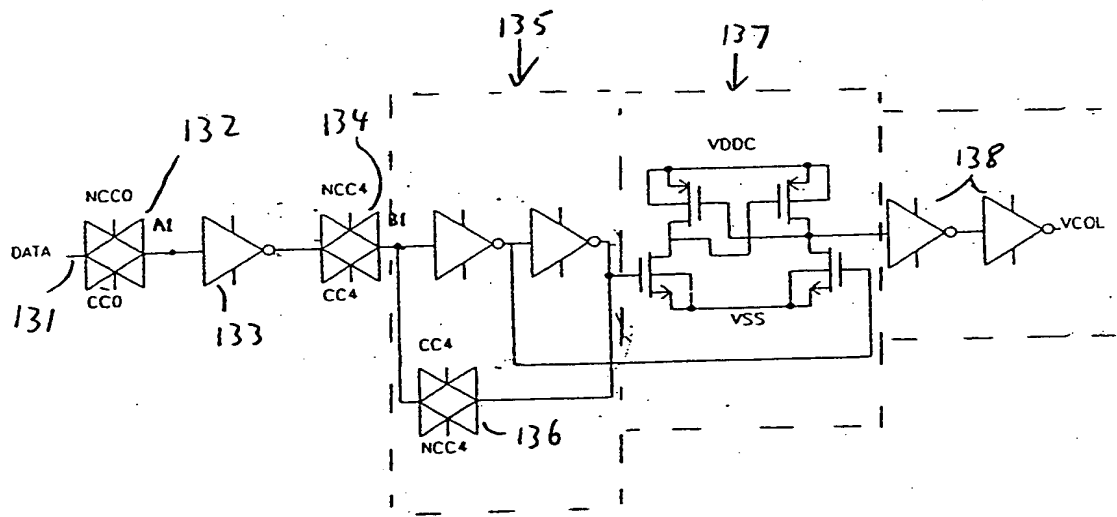 135
137
132
134
138
VDDC
NCC0
NCC4
A1
B1
DATA
VCOL
CC0
CC4
131
133
VSS
CC4
136
NCC4